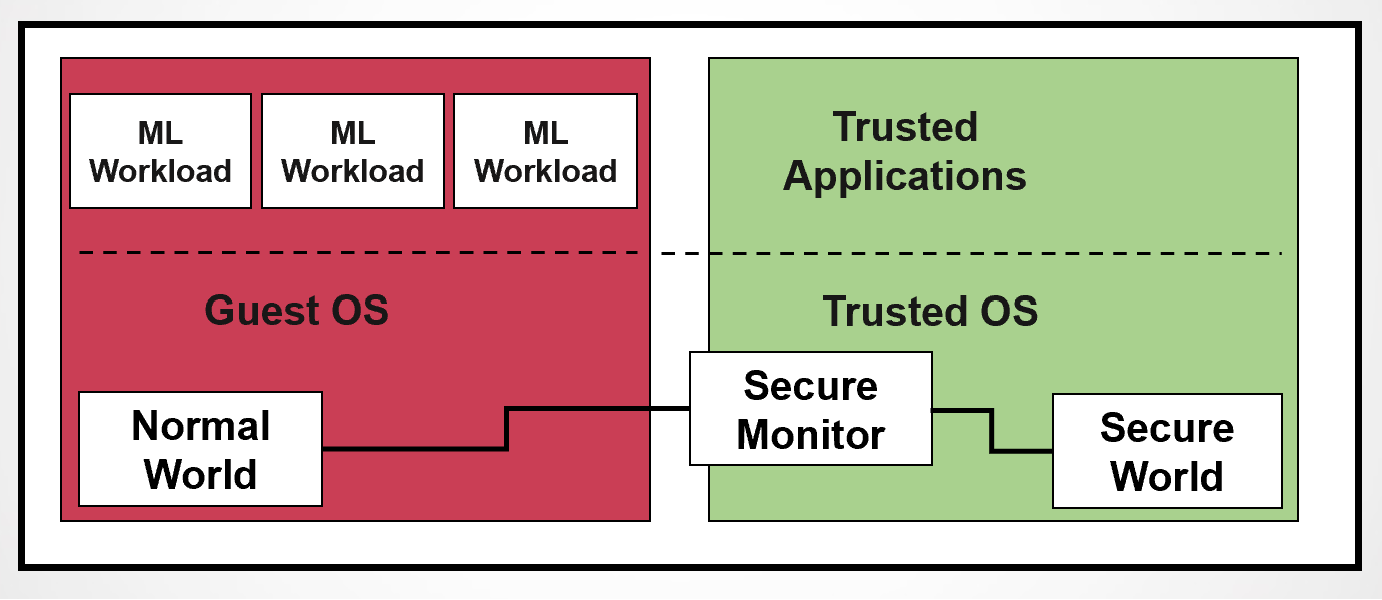 ML
Workload
ML
Workload
ML
Workload
Trusted
Applications
Guest OS
Trusted OS
Normal
World
Secure
Monitor
Secure
World